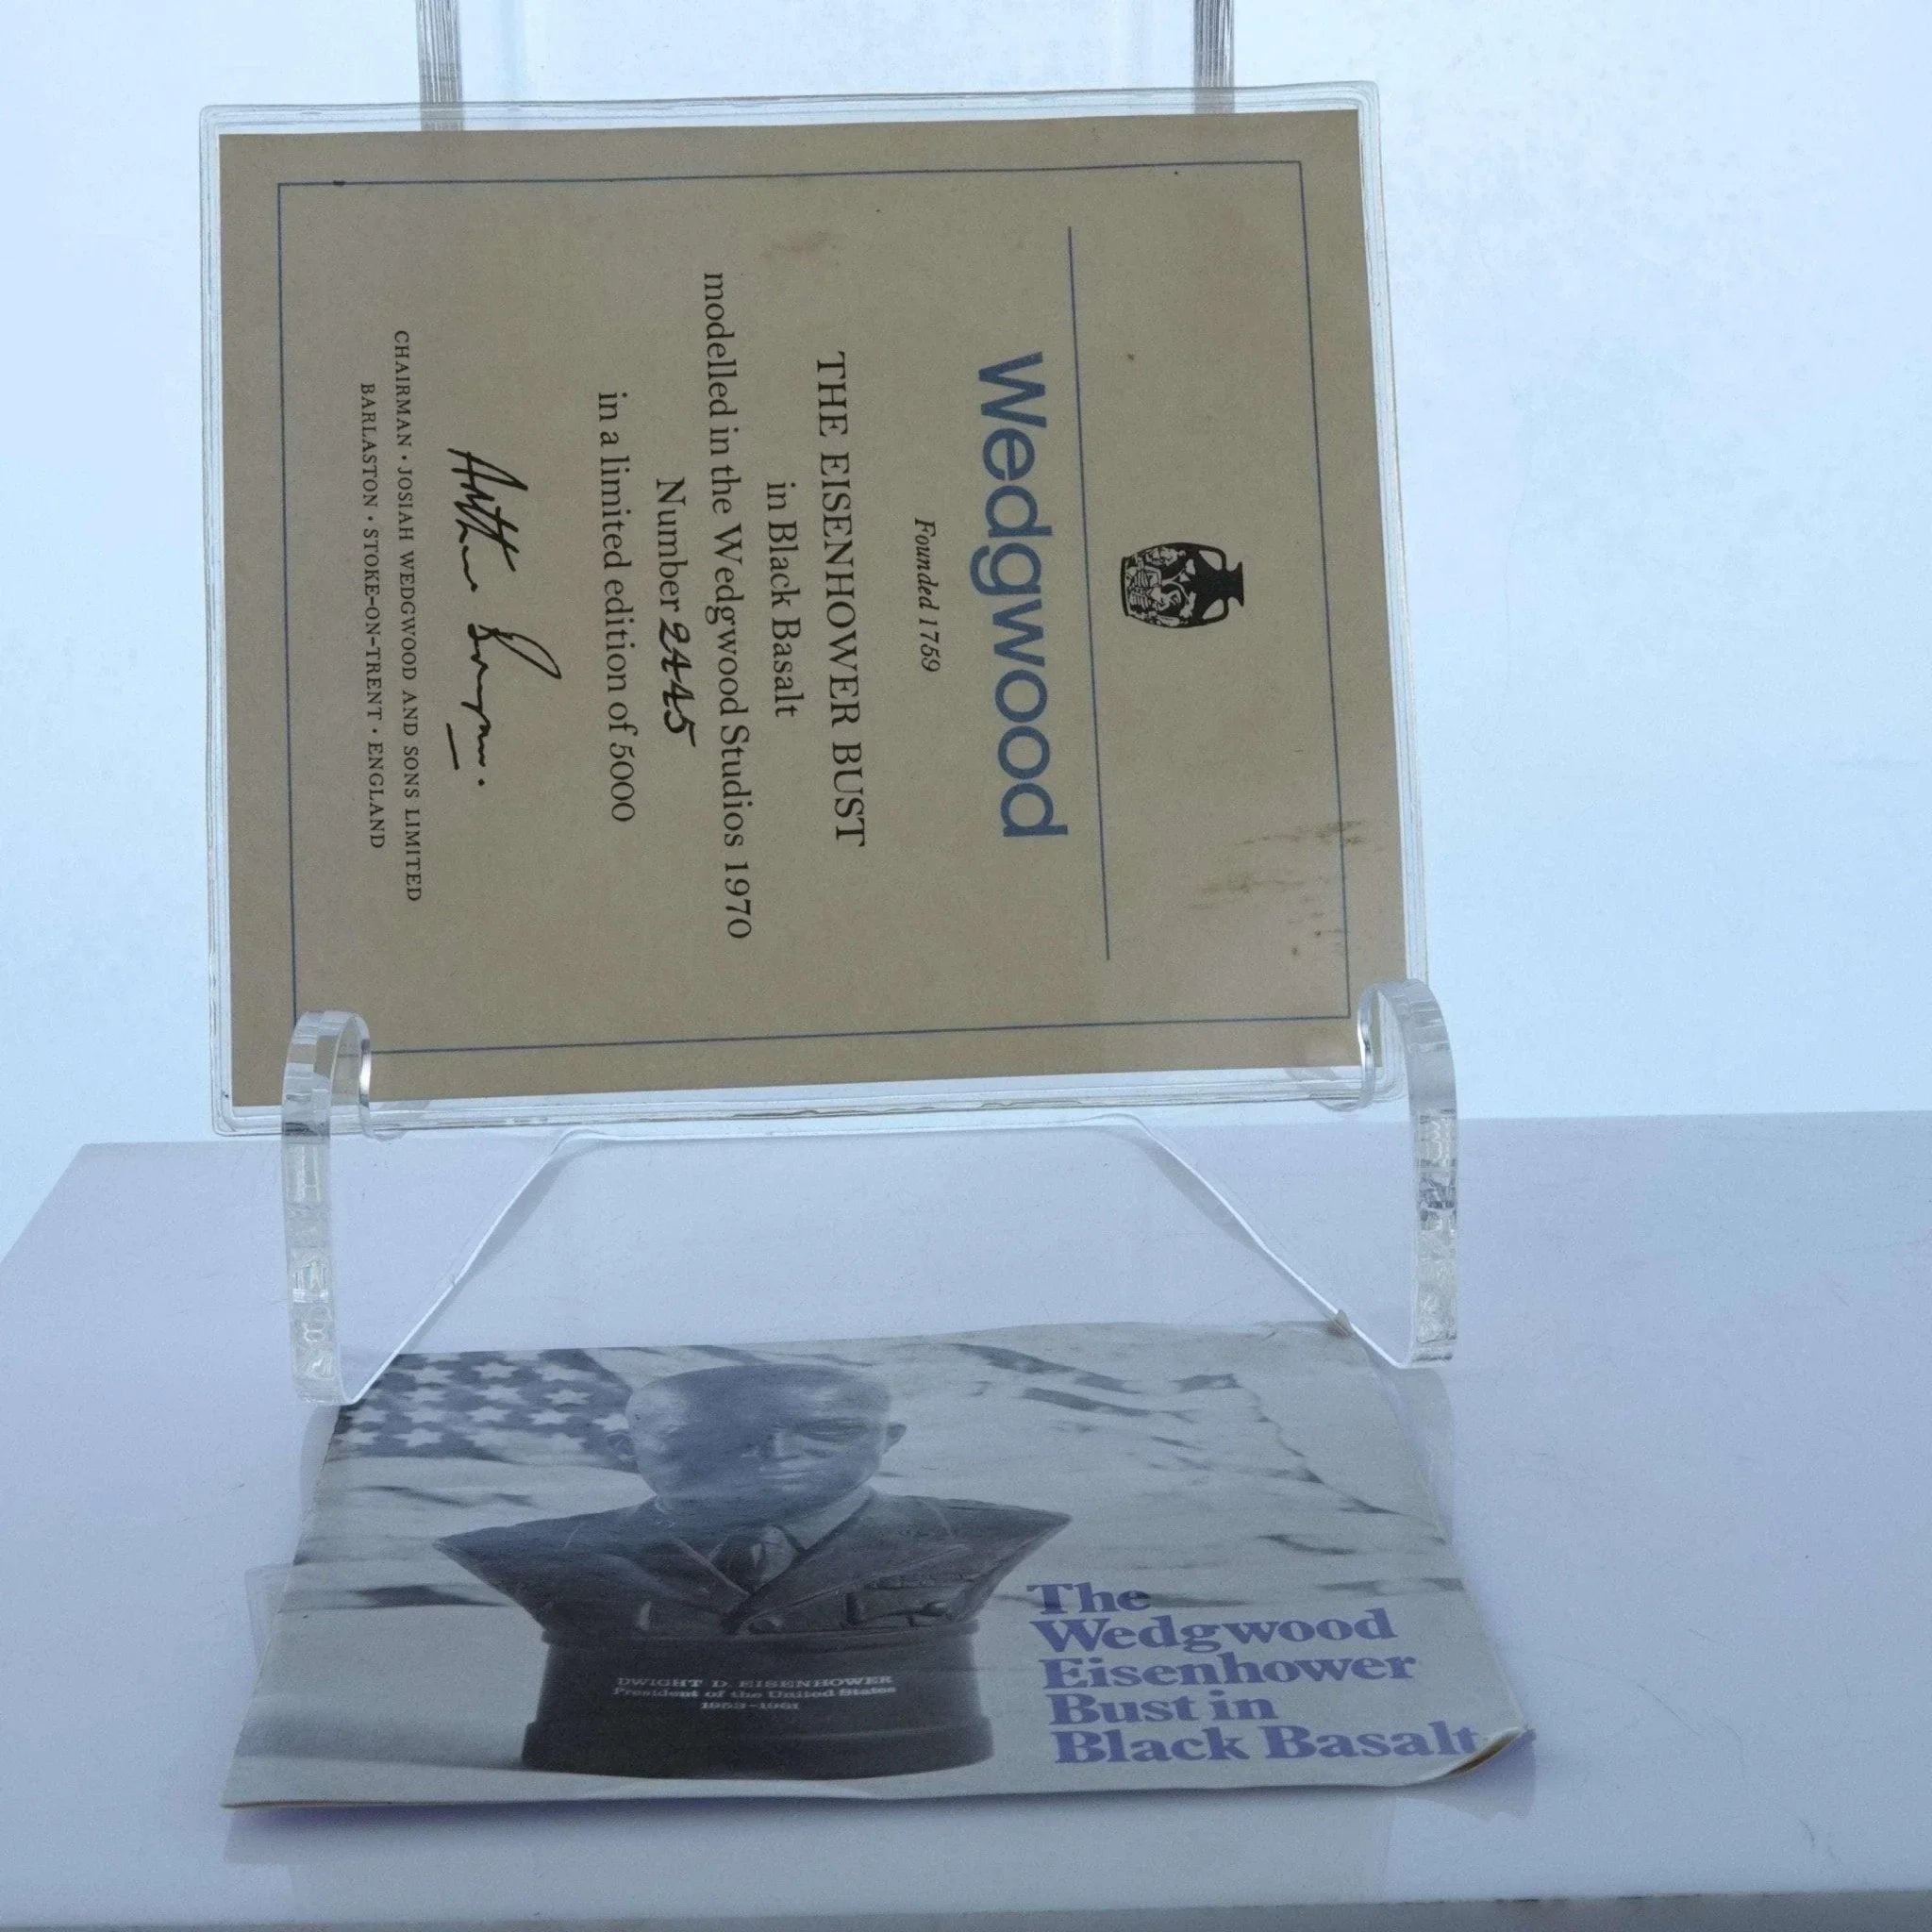 Wedgwood
Founded 1759
THE EISENHOWER BUST
in Black Basalt
modelled in the Wedgwood Studios 1970
Number 2445
in a limited edition of 5000
CHAIRMAN · JOSIAH WEDGWOOD AND SONS LIMITED
BARLASTON · STOKE-ON-TRENT · ENGLAND
DWIGHT D. EISENHOWER
President of the United States
1953-1961
The
Wedgwood
Eisenhower
Bust in
Black Basalt